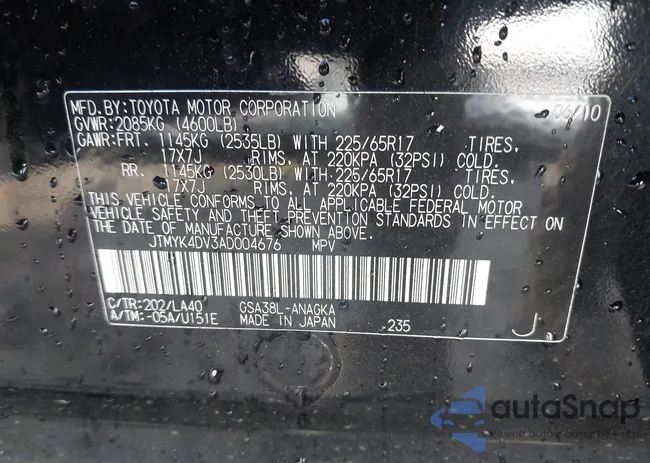 MFD.BY:TOYOTA MOTOR CORPORATION 06/10
GVWR:2085KG (4600LB)
GAWR:FRT. 1145KG (2535LB) WITH 225/65R17 TIRES,
17X7J RIMS, AT 220KPA (32PSI) COLD.
RR. 1145KG (2530LB) WITH 225/65R17 TIRES,
17X7J RIMS, AT 220KPA (32PSI) COLD.
THIS VEHICLE CONFORMS TO ALL APPLICABLE FEDERAL MOTOR
VEHICLE SAFETY AND THEFT PREVENTION STANDARDS IN EFFECT ON
THE DATE OF MANUFACTURE SHOWN ABOVE.
JTMYK4DV3AD004676 MPV
C/TR:202/LA40 GSA38L-ANAGKA
A/TM:-05A/U151E MADE IN JAPAN 235 J
autoSnap